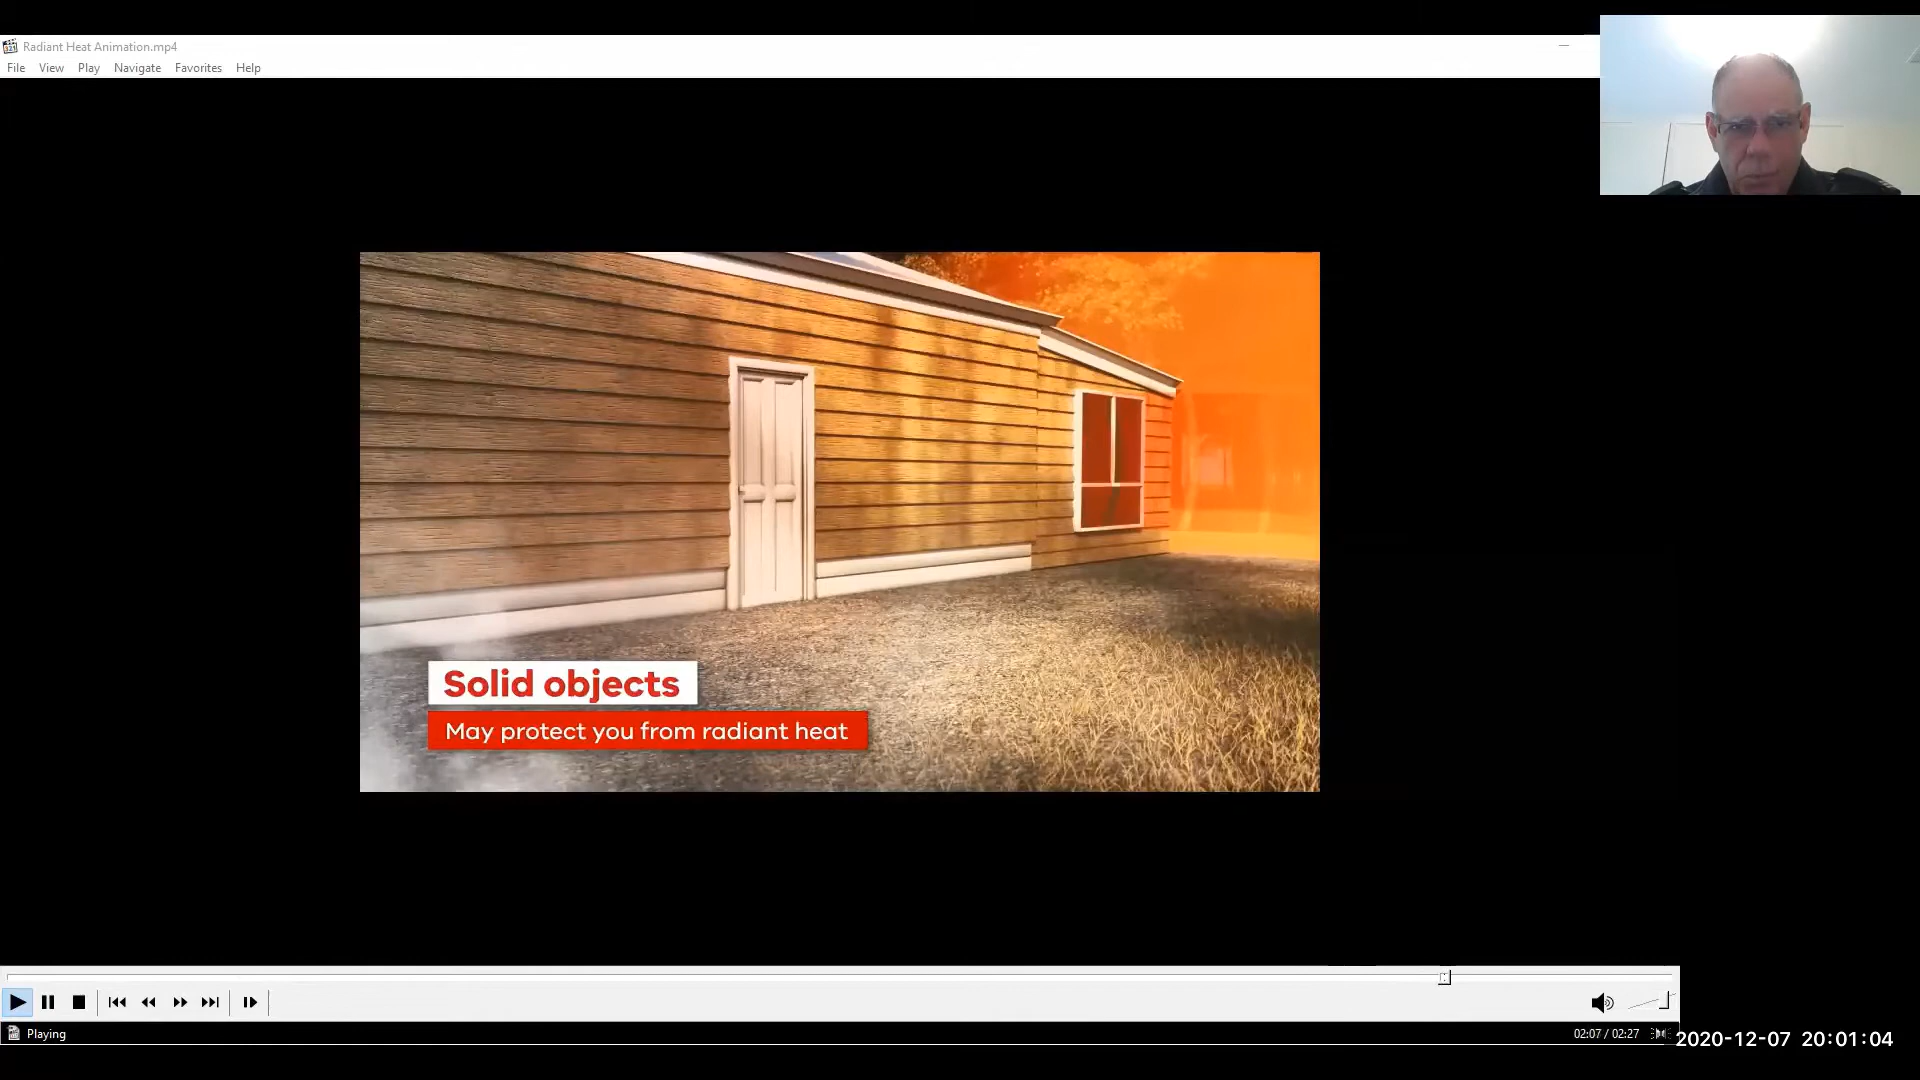 Radiant Heat Animation.mp4
File View Play Navigate Favorites Help
Solid objects
May protect you from radiant heat
Playing
02:07 / 02:27
2020-12-07 20:01:04